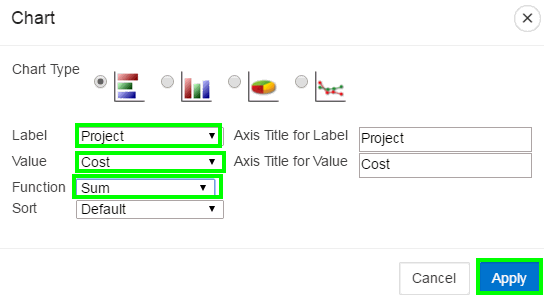 Chart
Chart Type
Label Project Axis Title for Label Project
Value Cost Axis Title for Value Cost
Function Sum
Sort Default
Cancel Apply